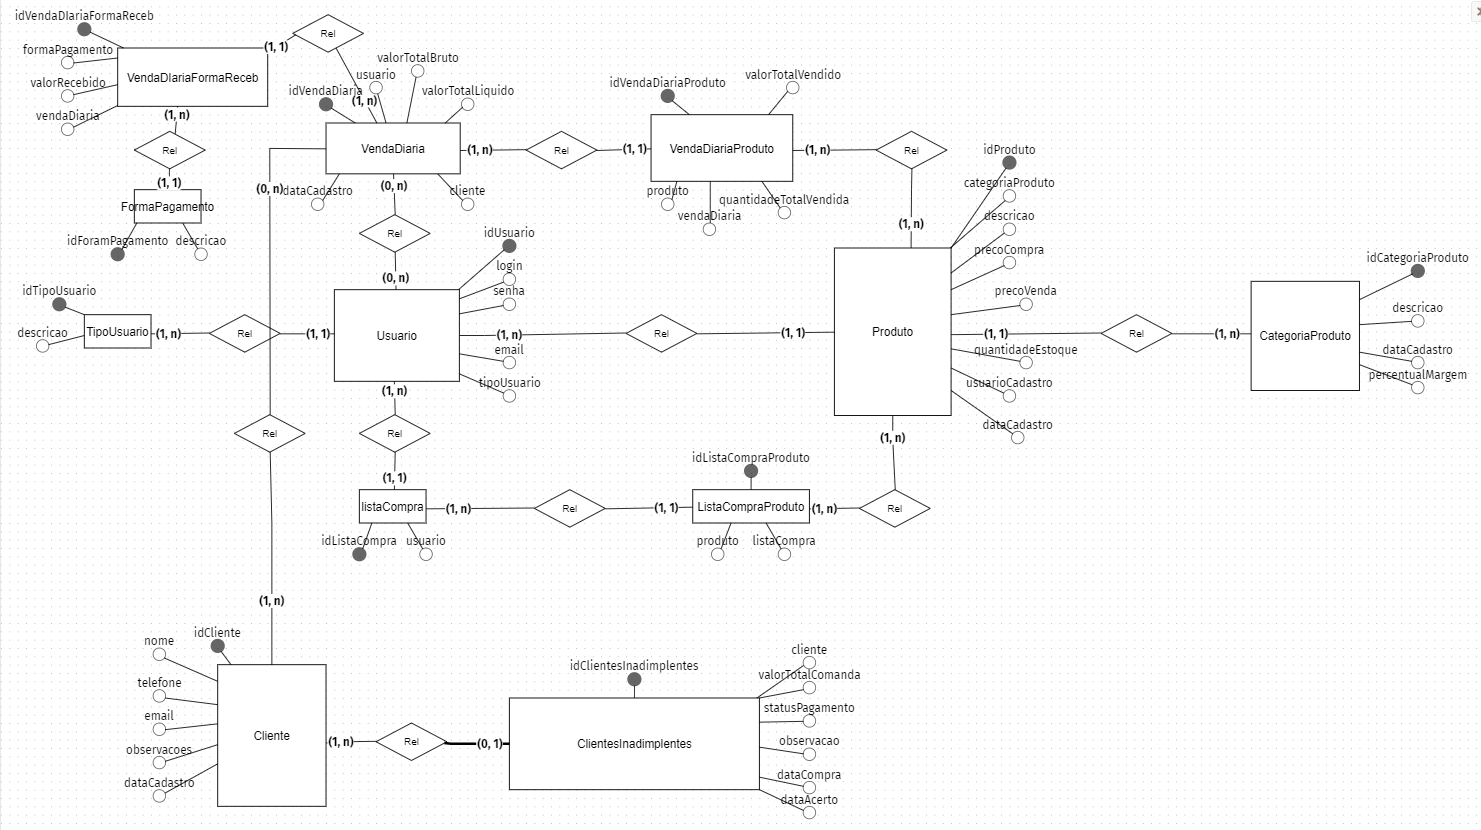 idVendaDIariaFormaReceb
formaPagamento
valorRecebido
vendaDiaria
VendaDIariaFormaReceb
(1, 1)
Rel
(1, n)
(1, n)
Rel
(1, 1)
FormaPagamento
idForamPagamento
descricao
idVendaDiaria
usuario
valorTotalBruto
valorTotalLiquido
VendaDiaria
dataCadastro
cliente
(0, n)
(0, n)
Rel
(0, n)
(1, n)
Rel
(1, 1)
idVendaDiariaProduto
valorTotalVendido
VendaDiariaProduto
produto
vendaDiaria
quantidadeTotalVendida
(1, n)
Rel
(1, n)
idTipoUsuario
descricao
TipoUsuario
(1, n)
Rel
(1, 1)
Usuario
idUsuario
login
senha
email
tipoUsuario
(1, n)
Rel
(1, 1)
Produto
idProduto
categoriaProduto
descricao
precoCompra
precoVenda
quantidadeEstoque
usuarioCadastro
dataCadastro
(1, 1)
Rel
(1, n)
CategoriaProduto
idCategoriaProduto
descricao
dataCadastro
percentualMargem
(1, n)
Rel
(1, 1)
listaCompra
idListaCompra
usuario
(1, n)
Rel
(1, 1)
idListaCompraProduto
ListaCompraProduto
produto
listaCompra
(1, n)
Rel
(1, n)
Rel
(1, n)
nome
idCliente
telefone
email
observacoes
dataCadastro
Cliente
(1, n)
Rel
(0, 1)
idClientesInadimplentes
ClientesInadimplentes
cliente
valorTotalComanda
statusPagamento
observacao
dataCompra
dataAcerto